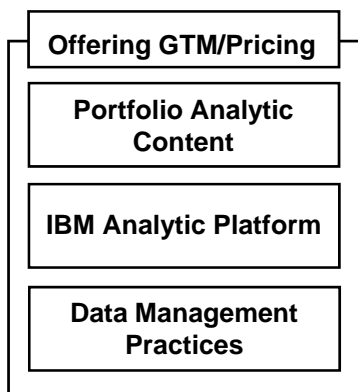 Offering GTM/Pricing
Portfolio Analytic
Content
IBM Analytic Platform
Data Management
Practices